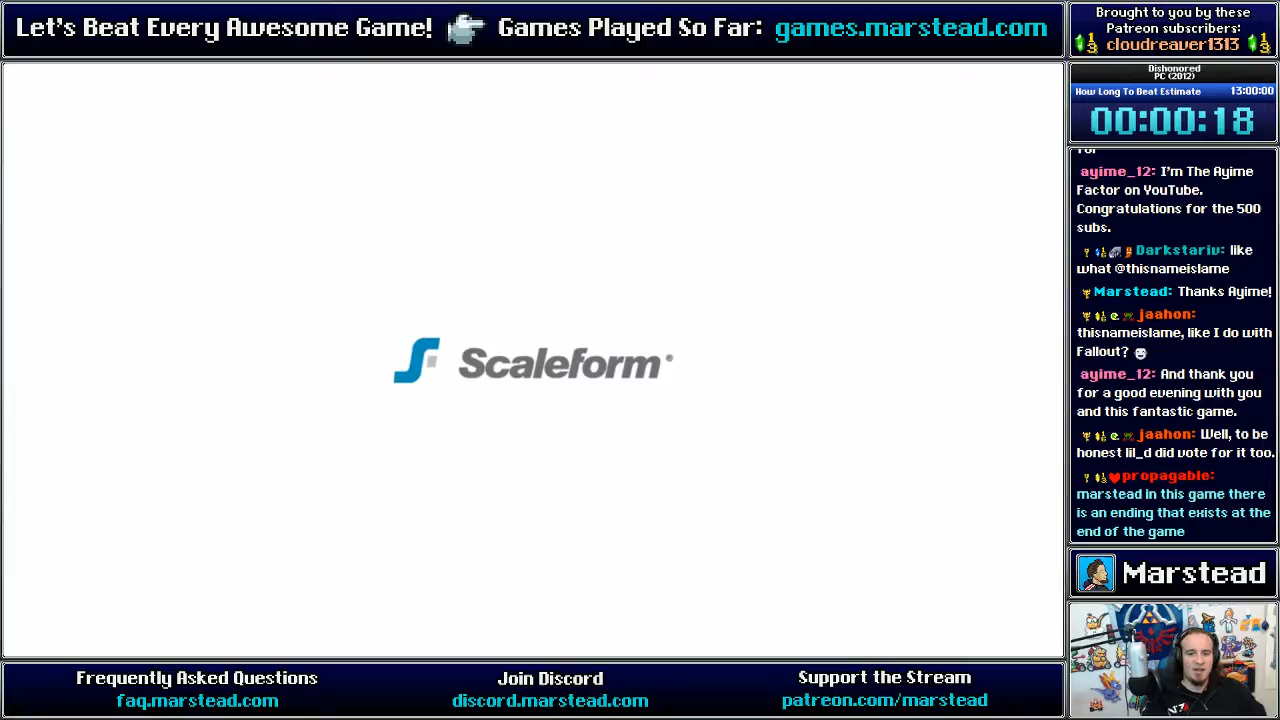 Let's Beat Every Awesome Game! Games Played So Far: games.marstead.com
Brought to you by these
Patreon subscribers:
cloudreaver1313
Dishonored
PC (2012)
How Long To Beat Estimate 13:00:00
00:00:18
for
ayime_12: I'm The Ayime
Factor on YouTube.
Congratulations for the 500
subs.
Darkstariv: like
what @thisnameislame
Marstead: Thanks Ayime!
jaahon:
thisnameislame, like I do with
Fallout?
ayime_12: And thank you
for a good evening with you
and this fantastic game.
jaahon: Well, to be
honest lil_d did vote for it too.
propagable:
marstead in this game there
is an ending that exists at the
end of the game
Scaleform®
Marstead
Frequently Asked Questions
faq.marstead.com
Join Discord
discord.marstead.com
Support the Stream
patreon.com/marstead